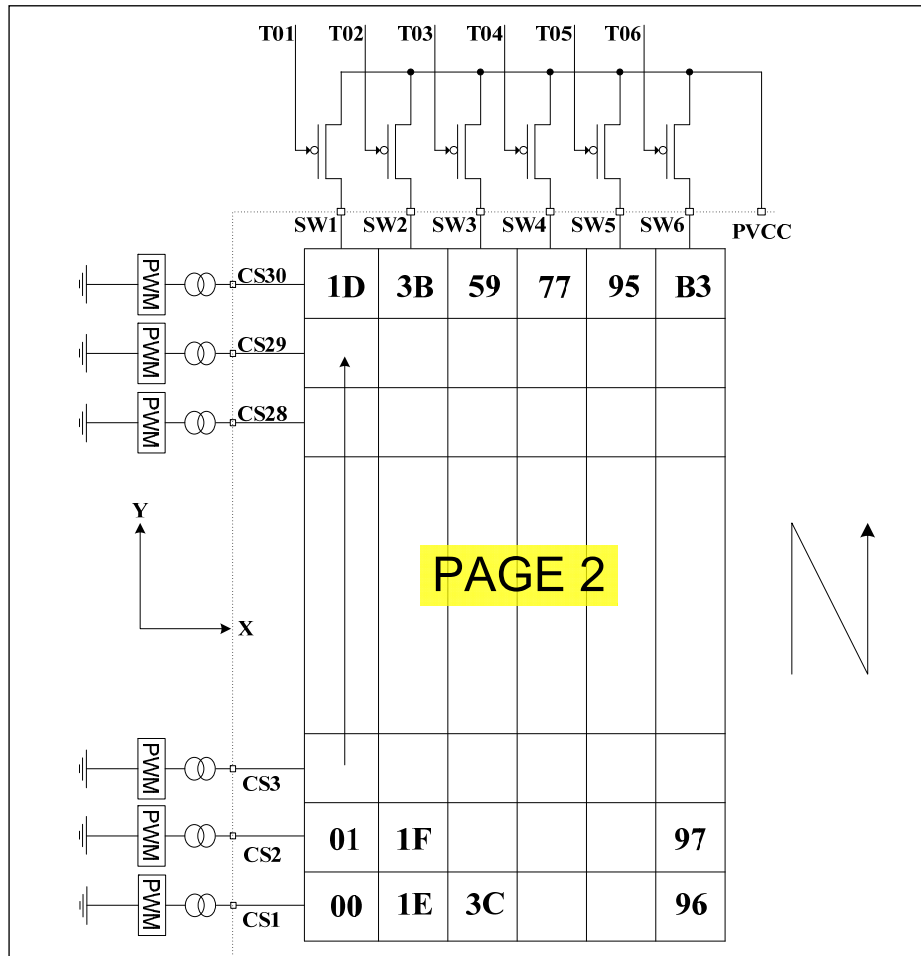 T01 T02 T03 T04 T05 T06
SW1 SW2 SW3 SW4 SW5 SW6 PVCC
PWM CS30 1D 3B 59 77 95 B3
PWM CS29
PWM CS28
Y
PAGE 2
X
PWM CS3
PWM CS2 01 1F 97
PWM CS1 00 1E 3C 96